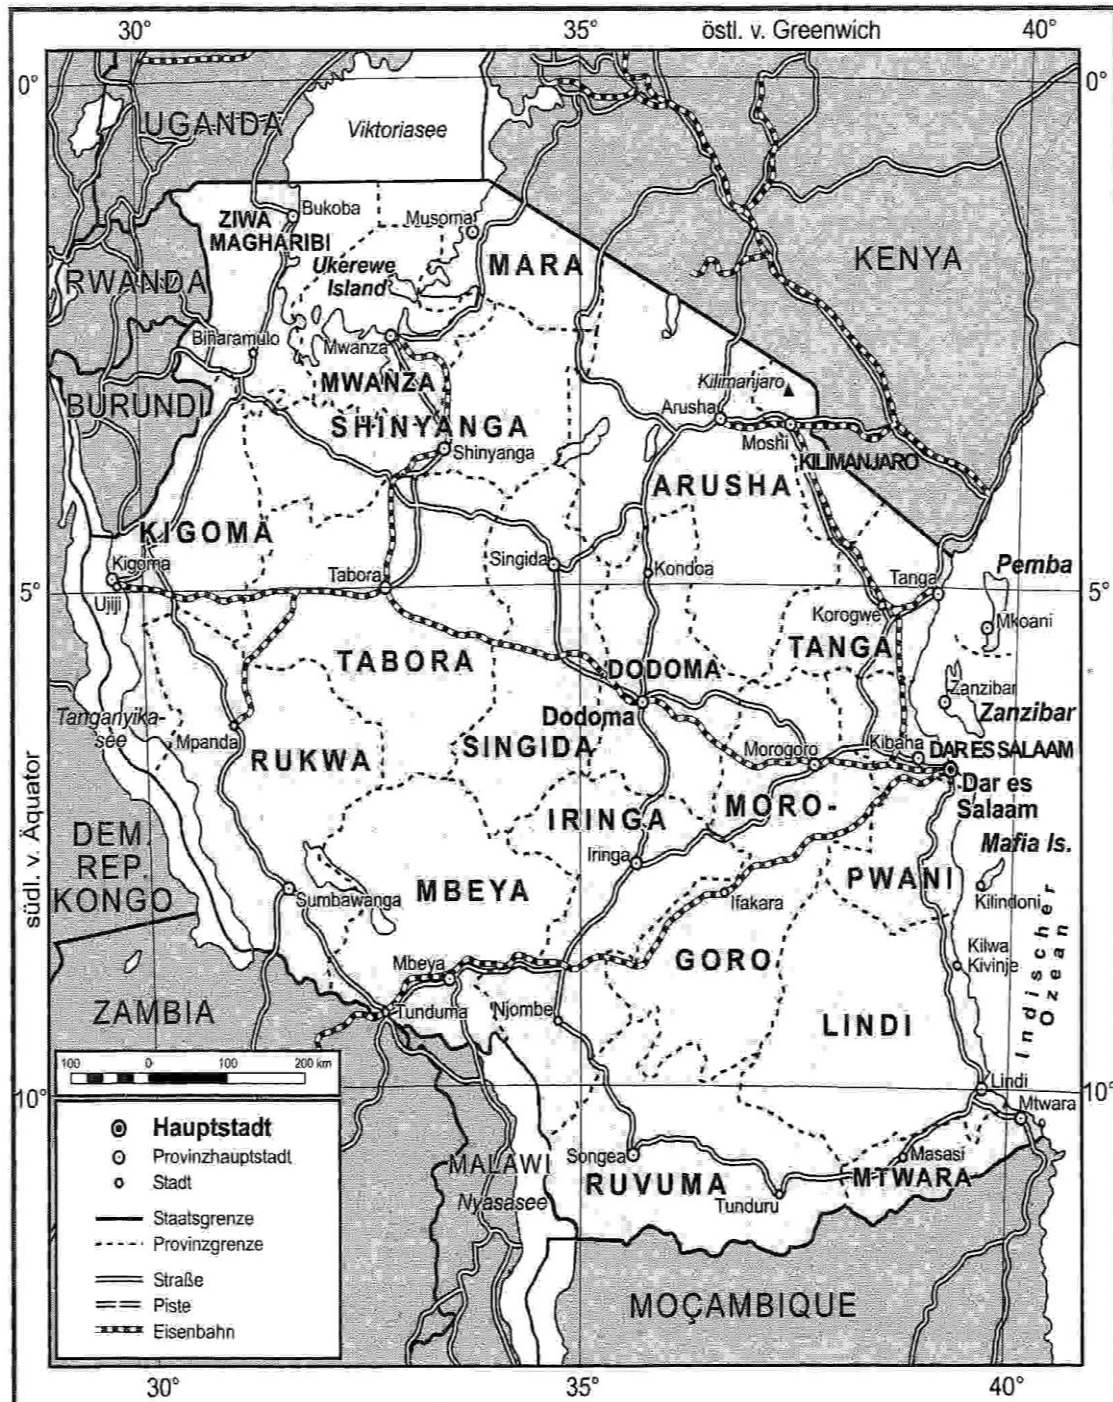 30°
35°
östl. v. Greenwich
40°
0°
0°
UGANDA
Viktoriasee
KENYA
ZIWA
MAGHARIBI
Bukoba
Musoma
MARA
Ukerewe
Island
RWANDA
Biharamulo
Mwanza
MWANZA
BURUNDI
SHINYANGA
Shinyanga
Kilimanjaro
Arusha
Moshi
KILIMANJARO
ARUSHA
KIGOMA
Kigoma
Ujiji
5°
5°
Tabora
Singida
Kondoa
Tanga
Korogwe
Pemba
Mkoani
TANGA
TABORA
DODOMA
Dodoma
Zanzibar
Zanzibar
Tanganyika-
see
Mpanda
RUKWA
SINGIDA
Morogoro
Kibaha
DAR ES SALAAM
Dar es
Salaam
IRINGA
MORO-
Mafia Is.
südl. v. Äquator
DEM.
REP.
KONGO
Iringa
PWANI
Sumbawanga
MBEYA
Ifakara
Kilindoni
Mbeya
GORO
Kilwa
Kivinje
Indischer
Ozean
ZAMBIA
Tunduma
Njombe
LINDI
100 0 100 200 km
10°
10°
Lindi
Mtwara
Hauptstadt
Provinzhauptstadt
Stadt
Staatsgrenze
Provinzgrenze
Straße
Piste
Eisenbahn
MALAWI
Nyasasee
Songea
RUVUMA
Tunduru
Masasi
MTWARA
MOÇAMBIQUE
30°
35°
40°